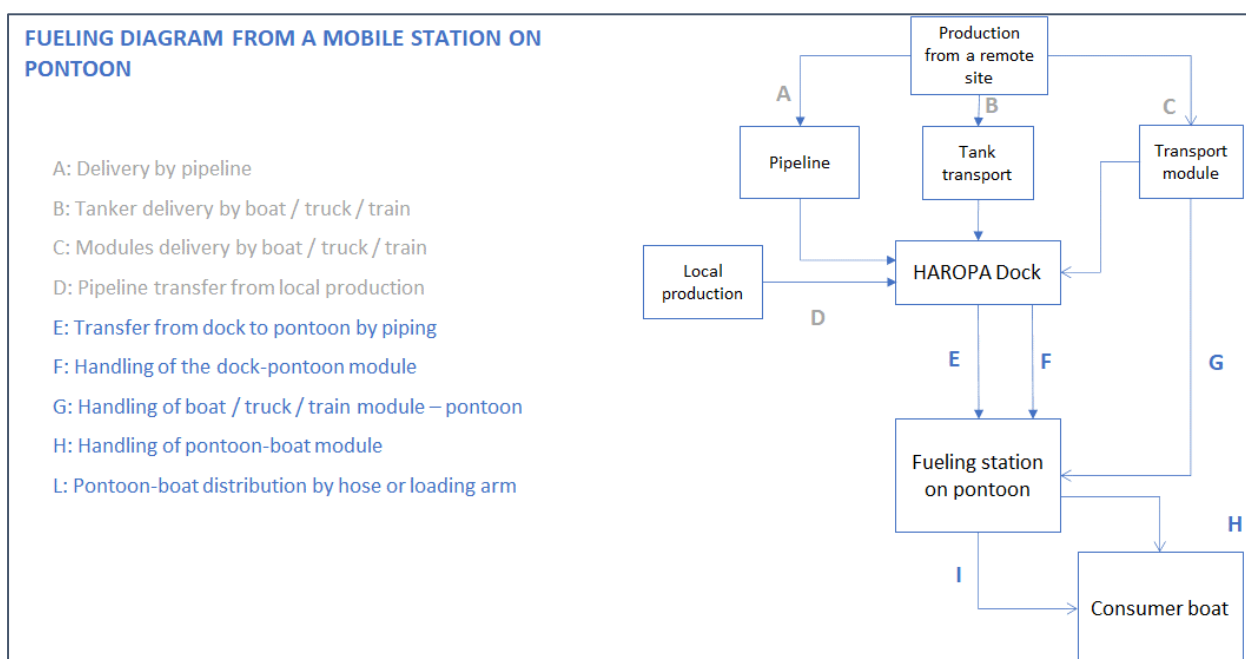 FUELING DIAGRAM FROM A MOBILE STATION ON
PONTOON
A: Delivery by pipeline
B: Tanker delivery by boat / truck / train
C: Modules delivery by boat / truck / train
D: Pipeline transfer from local production
E: Transfer from dock to pontoon by piping
F: Handling of the dock-pontoon module
G: Handling of boat / truck / train module – pontoon
H: Handling of pontoon-boat module
L: Pontoon-boat distribution by hose or loading arm
Production
from a remote
site
A
B
C
Pipeline
Tank
transport
Transport
module
Local
production
HAROPA Dock
D
E
F
G
Fueling station
on pontoon
H
I
Consumer boat